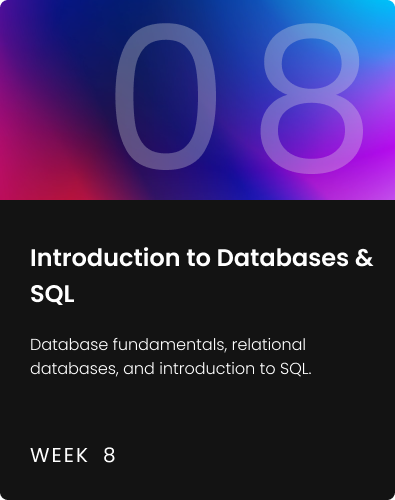 08
Introduction to Databases &
SQL
Database fundamentals, relational
databases, and introduction to SQL.
WEEK 8